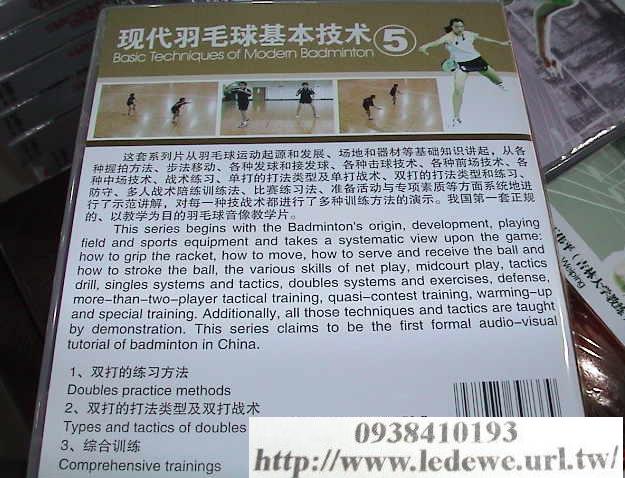 现代羽毛球基本技术 5
Basic Techniques of Modern Badminton
这套系列片从羽毛球运动起源和发展、场地和器材等基础知识讲起，从各
种握拍方法、步法移动、各种发球和接发球、各种击球技术、各种前场技术、各
种中场技术、战术练习、单打的打法类型及单打战术、双打的打法类型和练习、
防守、多人战术陪练训练法、比赛练习法、准备活动与专项素质等方面系统地进
行了示范讲解，对每一种技战术都进行了多种训练方法的演示。我国第一套正规
的、以教学为目的羽毛球音像教学片。
This series begins with the Badminton's origin, development, playing
field and sports equipment and takes a systematic view upon the game:
how to grip the racket, how to move, how to serve and receive the ball and
how to stroke the ball, the various skills of net play, midcourt play, tactics
drill, singles systems and tactics, doubles systems and exercises, defense,
more-than-two-player tactical training, quasi-contest training, warming-up
and special training. Additionally, all those techniques and tactics are taught
by demonstration. This series claims to be the first formal audio-visual
tutorial of badminton in China.
1、双打的练习方法
Doubles practice methods
2、双打的打法类型及双打战术
Types and tactics of doubles
3、综合训练
Comprehensive trainings
0938410193
http://www.ledewe.url.tw/